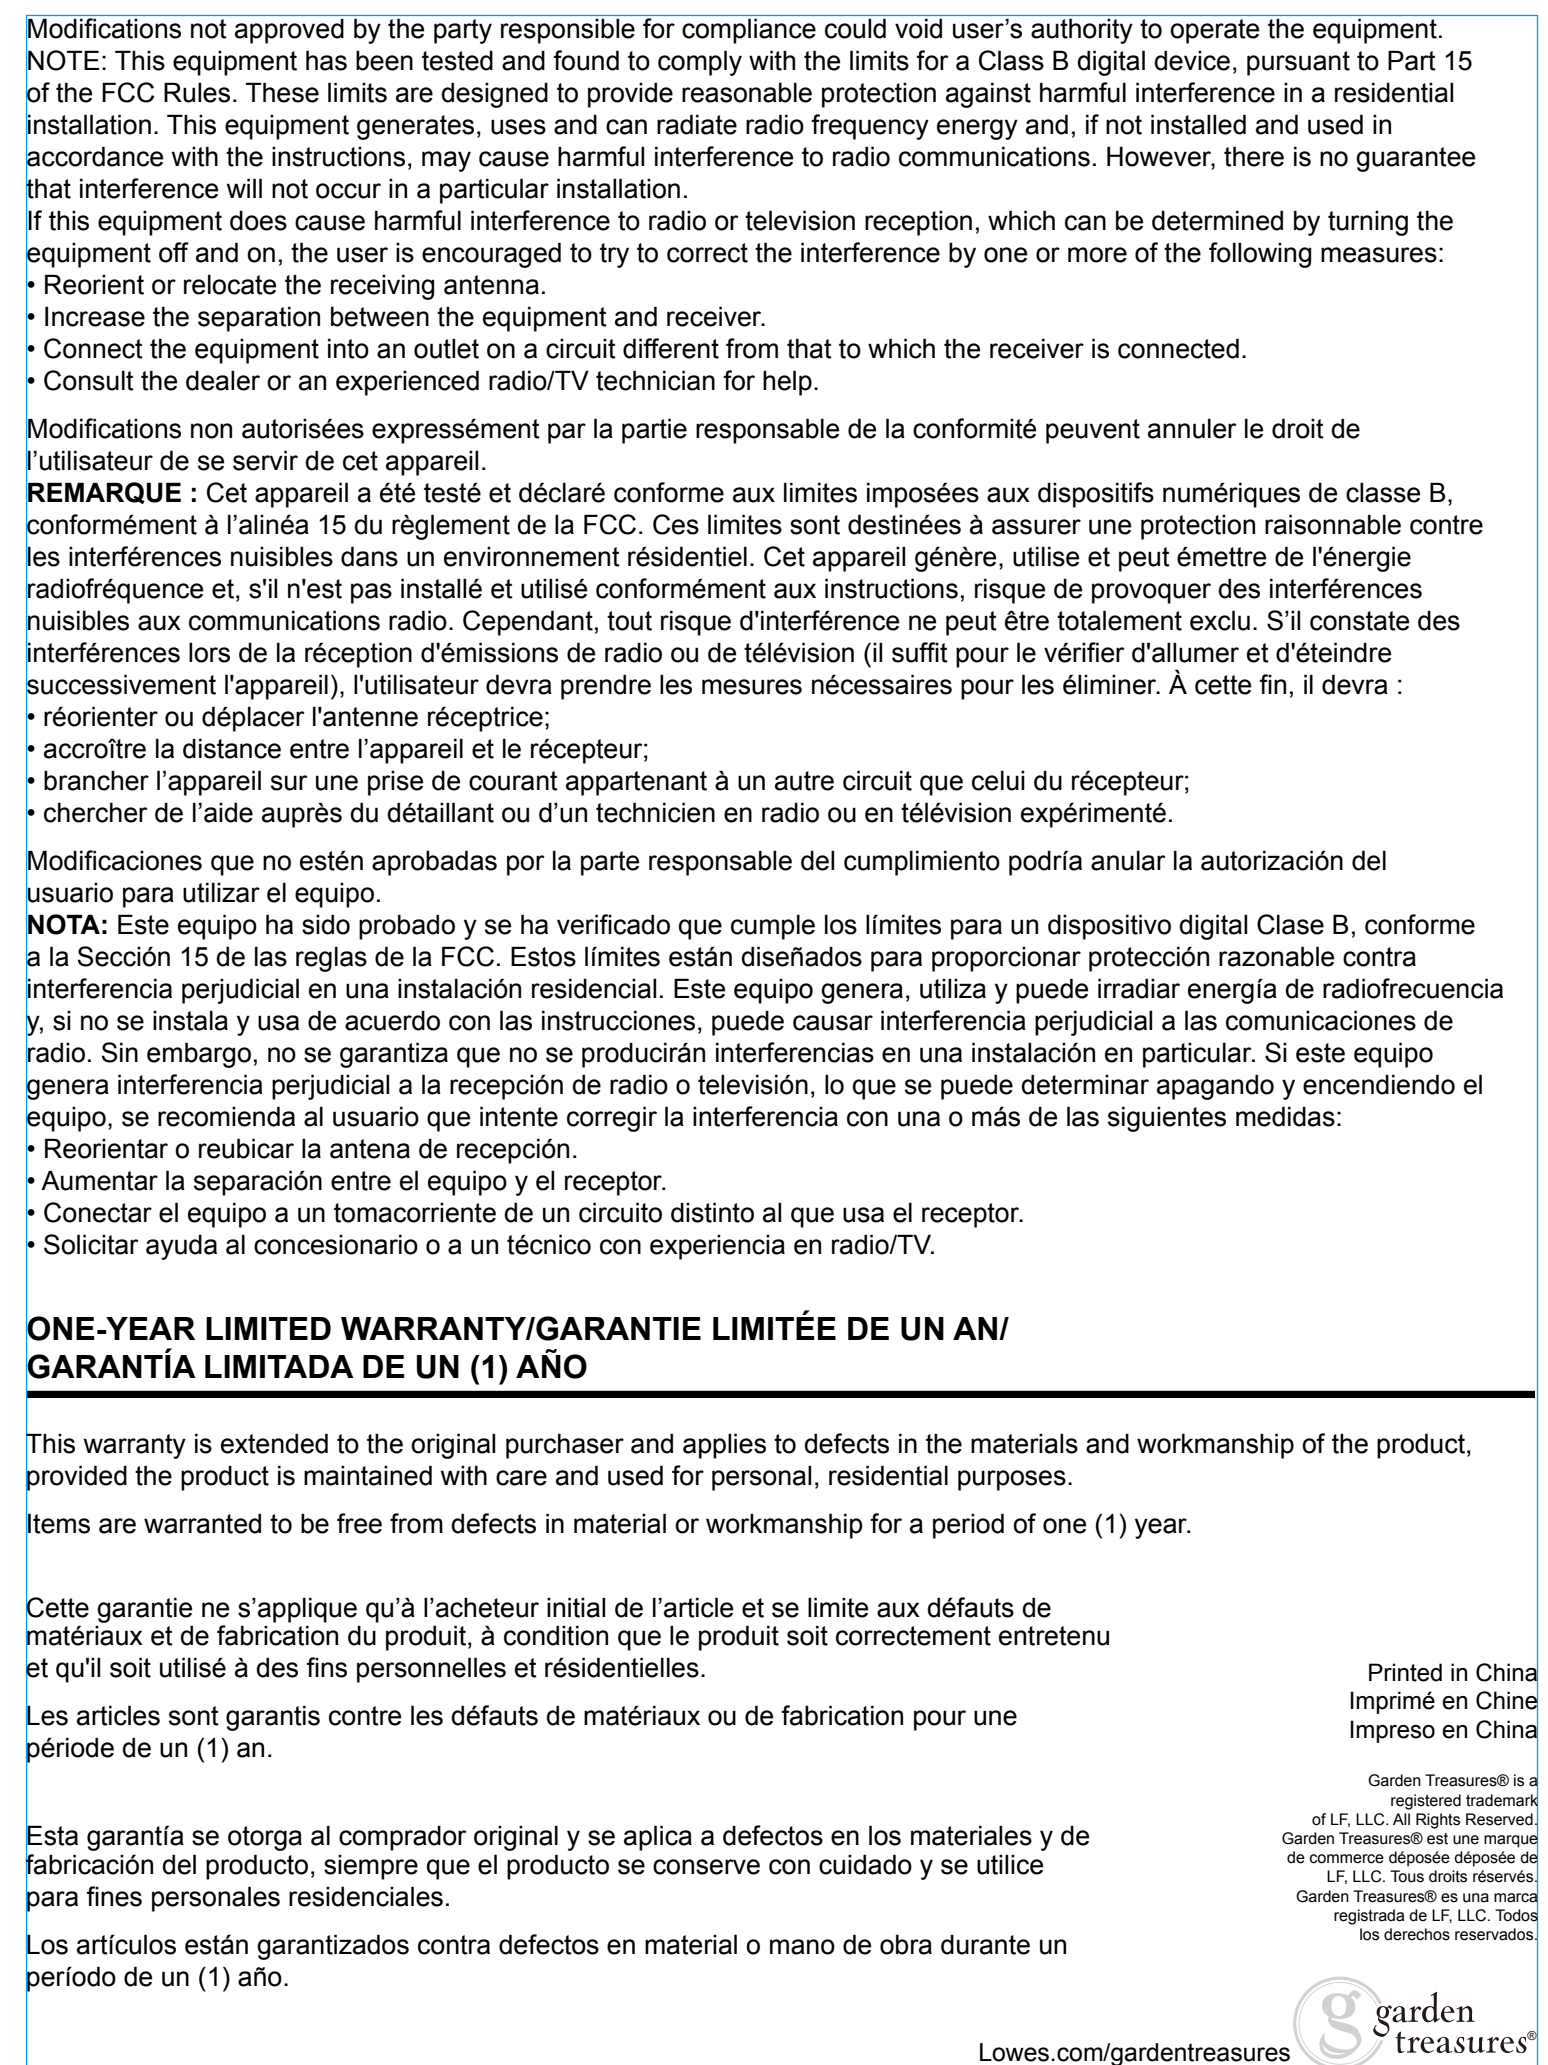 Modifications not approved by the party responsible for compliance could void user’s authority to operate the equipment.
NOTE: This equipment has been tested and found to comply with the limits for a Class B digital device, pursuant to Part 15
of the FCC Rules. These limits are designed to provide reasonable protection against harmful interference in a residential
installation. This equipment generates, uses and can radiate radio frequency energy and, if not installed and used in
accordance with the instructions, may cause harmful interference to radio communications. However, there is no guarantee
that interference will not occur in a particular installation.
If this equipment does cause harmful interference to radio or television reception, which can be determined by turning the
equipment off and on, the user is encouraged to try to correct the interference by one or more of the following measures:
• Reorient or relocate the receiving antenna.
• Increase the separation between the equipment and receiver.
• Connect the equipment into an outlet on a circuit different from that to which the receiver is connected.
• Consult the dealer or an experienced radio/TV technician for help.
Modifications non autorisées expressément par la partie responsable de la conformité peuvent annuler le droit de
l’utilisateur de se servir de cet appareil.
REMARQUE : Cet appareil a été testé et déclaré conforme aux limites imposées aux dispositifs numériques de classe B,
conformément à l’alinéa 15 du règlement de la FCC. Ces limites sont destinées à assurer une protection raisonnable contre
les interférences nuisibles dans un environnement résidentiel. Cet appareil génère, utilise et peut émettre de l'énergie
radiofréquence et, s'il n'est pas installé et utilisé conformément aux instructions, risque de provoquer des interférences
nuisibles aux communications radio. Cependant, tout risque d'interférence ne peut être totalement exclu. S’il constate des
interférences lors de la réception d'émissions de radio ou de télévision (il suffit pour le vérifier d'allumer et d'éteindre
successivement l'appareil), l'utilisateur devra prendre les mesures nécessaires pour les éliminer. À cette fin, il devra :
• réorienter ou déplacer l'antenne réceptrice;
• accroître la distance entre l’appareil et le récepteur;
• brancher l’appareil sur une prise de courant appartenant à un autre circuit que celui du récepteur;
• chercher de l’aide auprès du détaillant ou d’un technicien en radio ou en télévision expérimenté.
Modificaciones que no estén aprobadas por la parte responsable del cumplimiento podría anular la autorización del
usuario para utilizar el equipo.
NOTA: Este equipo ha sido probado y se ha verificado que cumple los límites para un dispositivo digital Clase B, conforme
a la Sección 15 de las reglas de la FCC. Estos límites están diseñados para proporcionar protección razonable contra
interferencia perjudicial en una instalación residencial. Este equipo genera, utiliza y puede irradiar energía de radiofrecuencia
y, si no se instala y usa de acuerdo con las instrucciones, puede causar interferencia perjudicial a las comunicaciones de
radio. Sin embargo, no se garantiza que no se producirán interferencias en una instalación en particular. Si este equipo
genera interferencia perjudicial a la recepción de radio o televisión, lo que se puede determinar apagando y encendiendo el
equipo, se recomienda al usuario que intente corregir la interferencia con una o más de las siguientes medidas:
• Reorientar o reubicar la antena de recepción.
• Aumentar la separación entre el equipo y el receptor.
• Conectar el equipo a un tomacorriente de un circuito distinto al que usa el receptor.
• Solicitar ayuda al concesionario o a un técnico con experiencia en radio/TV.
ONE-YEAR LIMITED WARRANTY/GARANTIE LIMITÉE DE UN AN/
GARANTÍA LIMITADA DE UN (1) AÑO
This warranty is extended to the original purchaser and applies to defects in the materials and workmanship of the product,
provided the product is maintained with care and used for personal, residential purposes.
Items are warranted to be free from defects in material or workmanship for a period of one (1) year.
Cette garantie ne s’applique qu’à l’acheteur initial de l’article et se limite aux défauts de
matériaux et de fabrication du produit, à condition que le produit soit correctement entretenu
et qu'il soit utilisé à des fins personnelles et résidentielles.
Les articles sont garantis contre les défauts de matériaux ou de fabrication pour une
période de un (1) an.
Esta garantía se otorga al comprador original y se aplica a defectos en los materiales y de
fabricación del producto, siempre que el producto se conserve con cuidado y se utilice
para fines personales residenciales.
Los artículos están garantizados contra defectos en material o mano de obra durante un
período de un (1) año.
Printed in China
Imprimé en Chine
Impreso en China
Garden Treasures® is a
registered trademark
of LF, LLC. All Rights Reserved.
Garden Treasures® est une marque
de commerce déposée déposée de
LF, LLC. Tous droits réservés.
Garden Treasures® es una marca
registrada de LF, LLC. Todos
los derechos reservados.
Lowes.com/gardentreasures
g
garden
treasures®